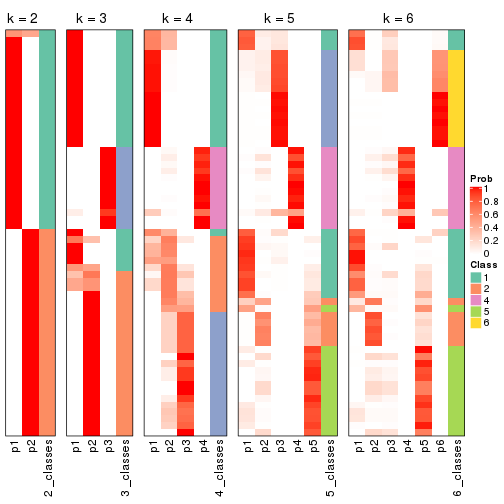 k = 2 k = 3 k = 4 k = 5 k = 6
Prob
1
0.8
0.6
0.4
0.2
0
Class
1
2
4
5
6
p1 p2 2_classes p1 p2 p3 3_classes p1 p2 p3 p4 4_classes p1 p2 p3 p4 p5 5_classes p1 p2 p3 p4 p5 p6 6_classes